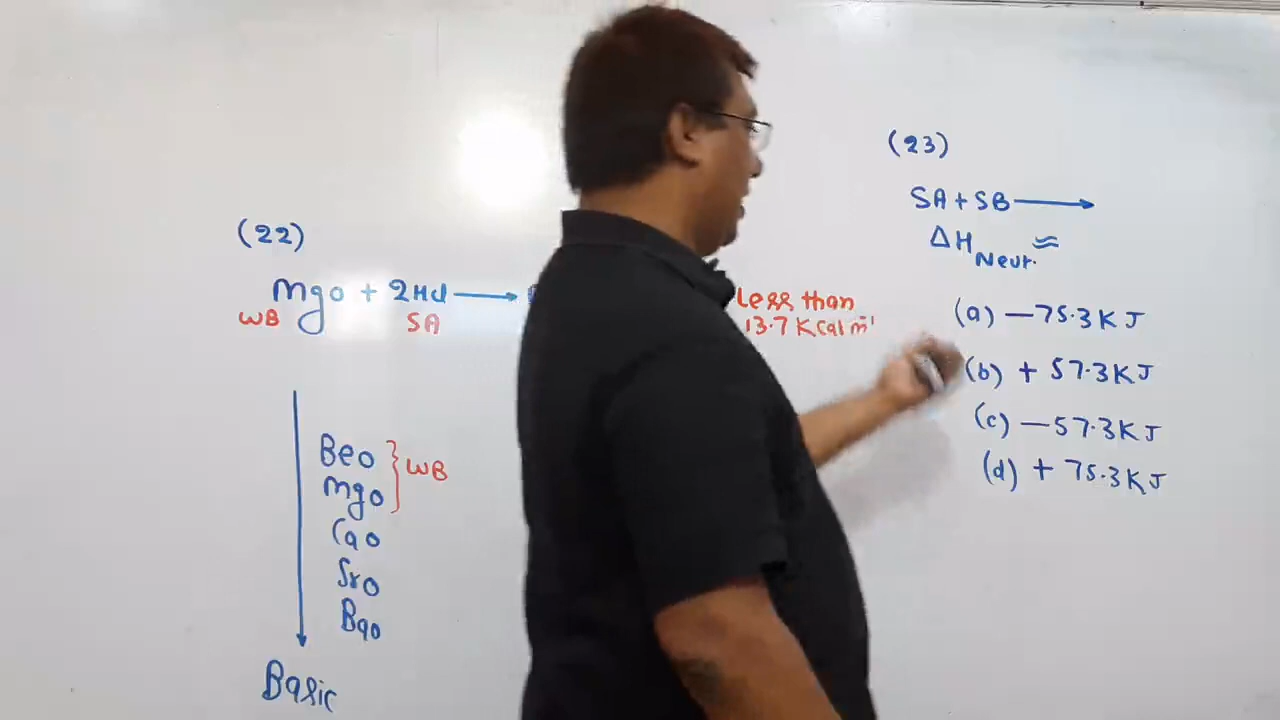 (22)
MgO + 2HCl →
WB SA
Less than
13.7 KCal m⁻¹
BeO } WB
MgO
CaO
SrO
BaO
Basic
(23)
SA + SB →
ΔH Neut. ≈
(a) −75.3 KJ
(b) + 57.3 KJ
(c) −57.3 KJ
(d) + 75.3 KJ